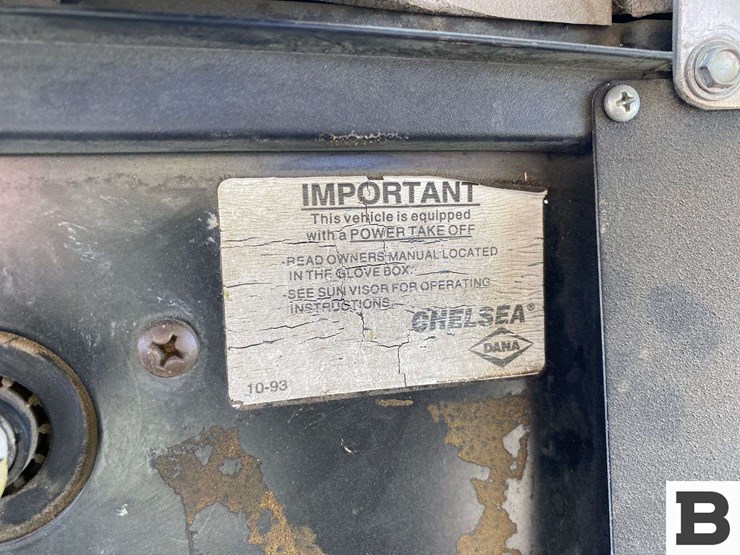 IMPORTANT
This vehicle is equipped
with a POWER TAKE OFF
-READ OWNERS MANUAL LOCATED
IN THE GLOVE BOX.
-SEE SUN VISOR FOR OPERATING
INSTRUCTIONS
CHELSEA®
DANA
10-93
B